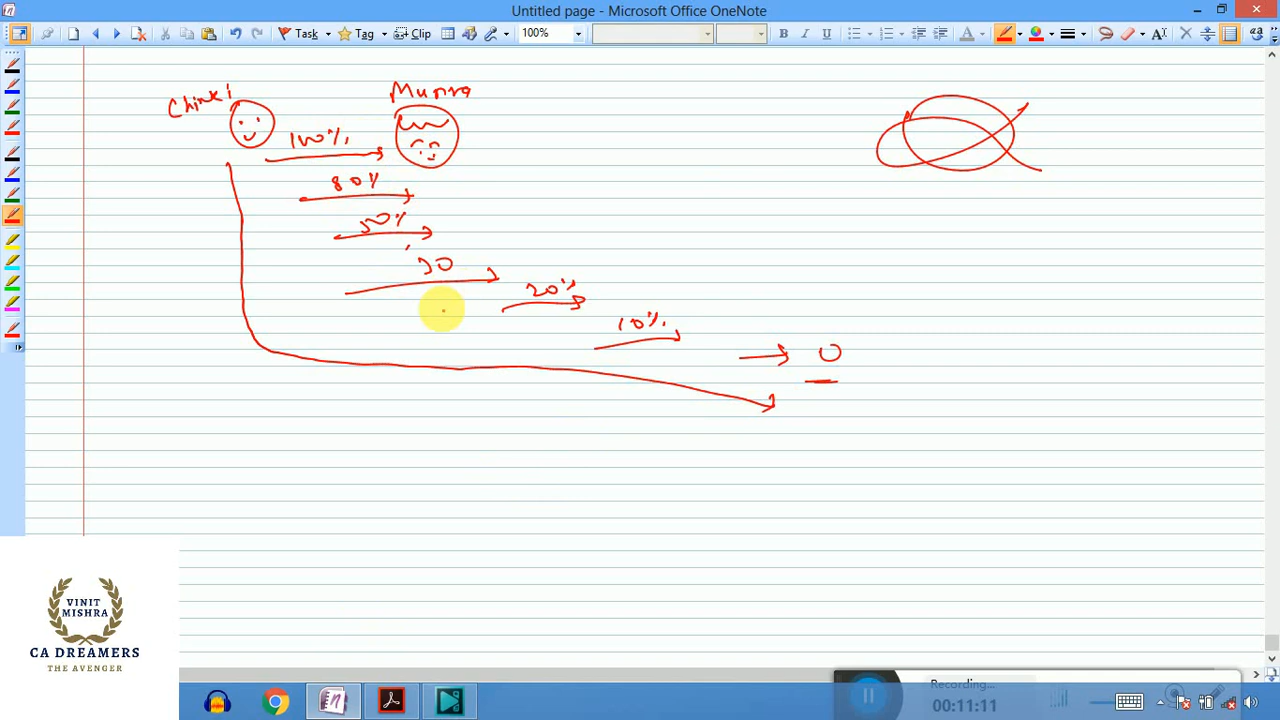 Untitled page - Microsoft Office OneNote
Task Tag Clip 100% B I U A
Chinki
Munna
100%
80%
50%
30
20%
10%
0
VINIT
MISHRA
CA DREAMERS
THE AVENGER
Recording...
00:11:11